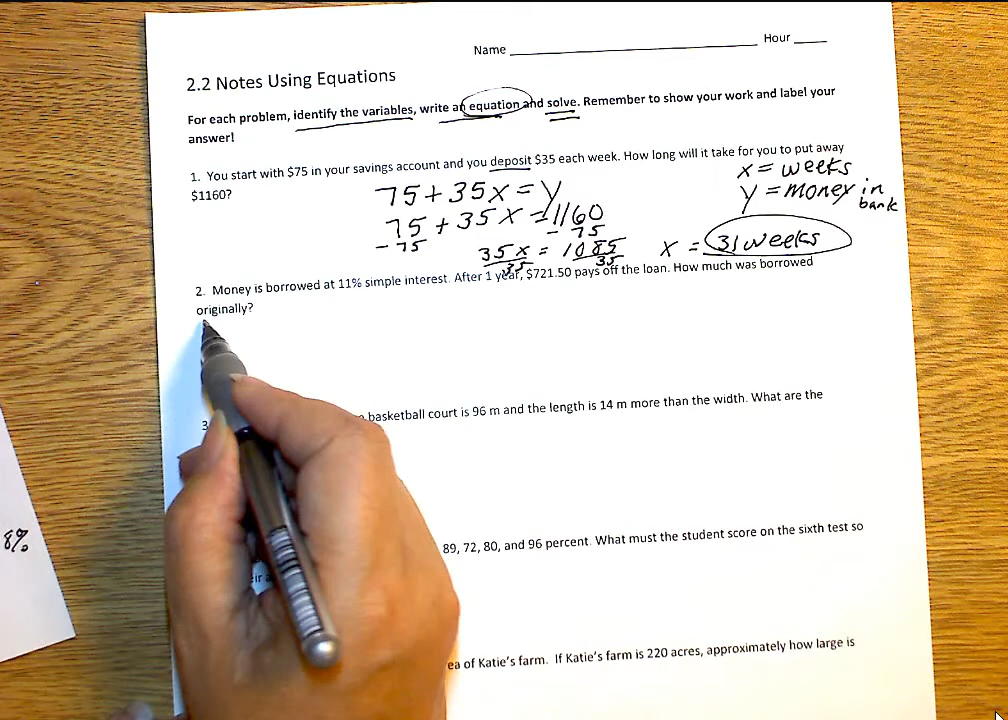 Name ____________ Hour ____
2.2 Notes Using Equations
For each problem, identify the variables, write an equation and solve. Remember to show your work and label your
answer!
1. You start with $75 in your savings account and you deposit $35 each week. How long will it take for you to put away
$1160?
x = weeks
75 + 35x = y
y = money in
bank
75 + 35x = 1160
- 75 - 75
35x = 1085
35 35
x = 31 weeks
2. Money is borrowed at 11% simple interest. After 1 year, $721.50 pays off the loan. How much was borrowed
originally?
3 basketball court is 96 m and the length is 14 m more than the width. What are the
89, 72, 80, and 96 percent. What must the student score on the sixth test so
8%
ea of Katie's farm. If Katie's farm is 220 acres, approximately how large is